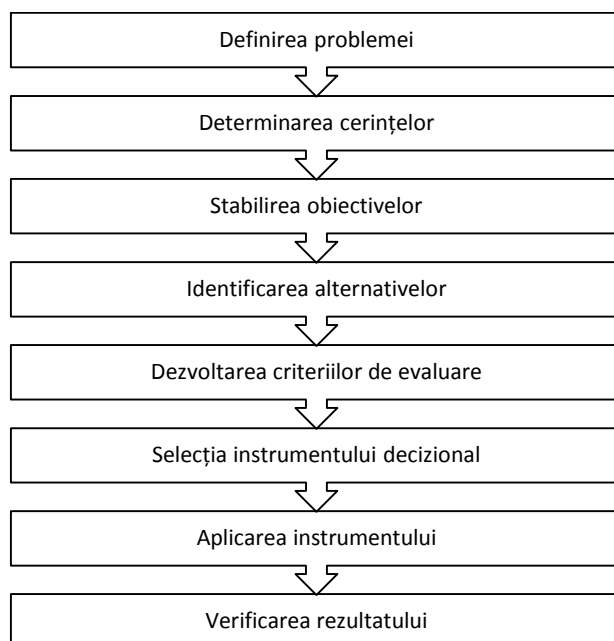 Definirea problemei
Determinarea cerințelor
Stabilirea obiectivelor
Identificarea alternativelor
Dezvoltarea criteriilor de evaluare
Selecția instrumentului decizional
Aplicarea instrumentului
Verificarea rezultatului